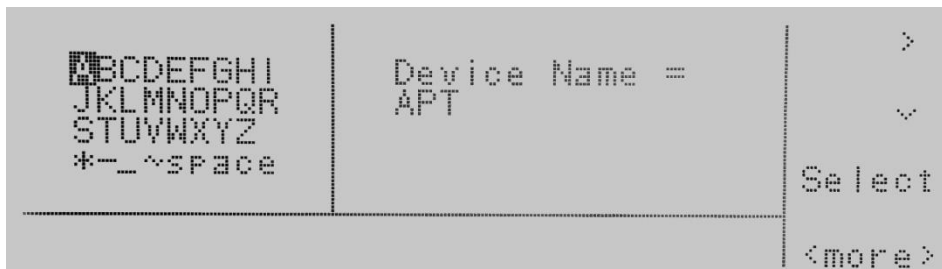 ABCDEFGHI
JKLMNOPQR
STUVWXYZ
*-_~space
Device Name =
APT
>
⌄
Select
<more>